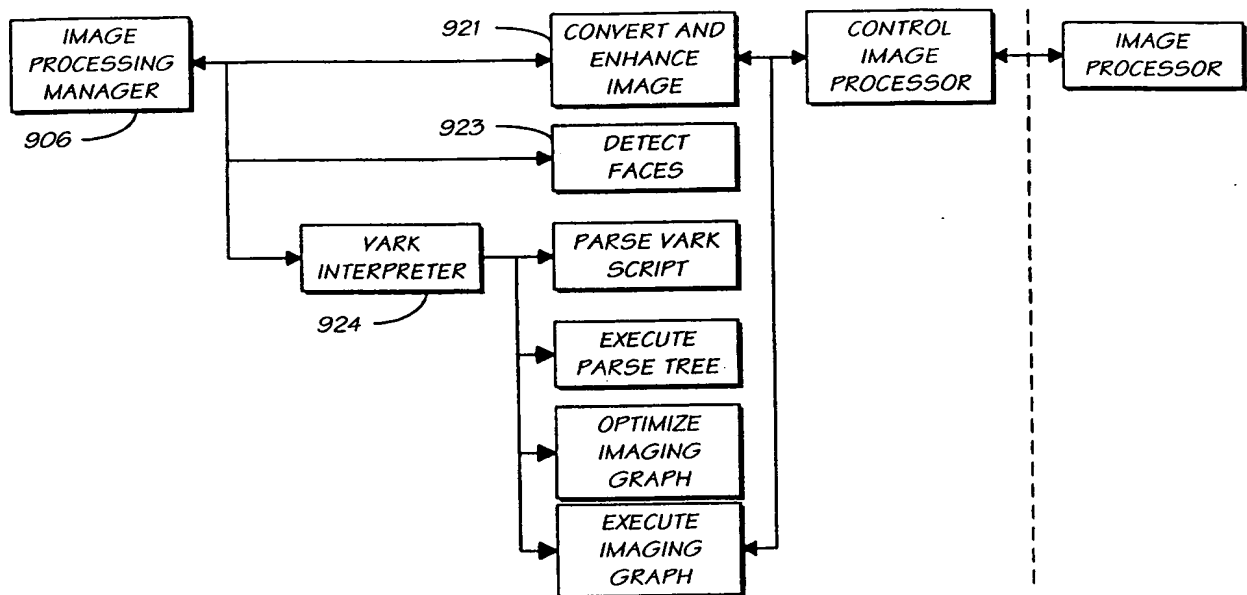 IMAGE
PROCESSING
MANAGER
906
921
CONVERT AND
ENHANCE
IMAGE
CONTROL
IMAGE
PROCESSOR
IMAGE
PROCESSOR
923
DETECT
FACES
VARK
INTERPRETER
924
PARSE VARK
SCRIPT
EXECUTE
PARSE TREE
OPTIMIZE
IMAGING
GRAPH
EXECUTE
IMAGING
GRAPH